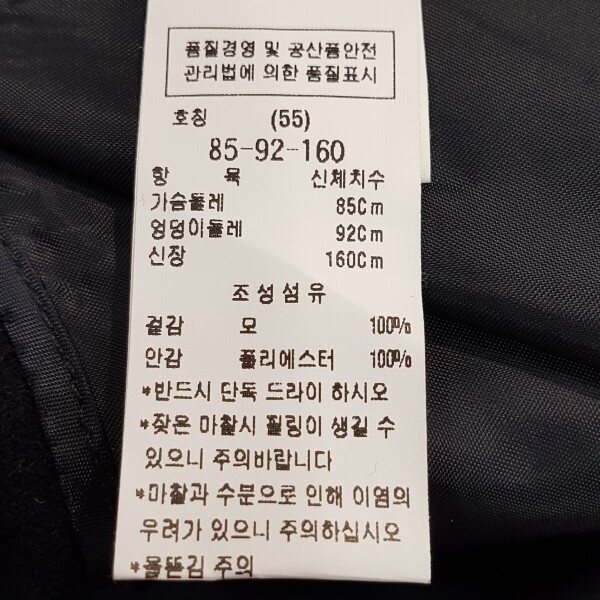 품질경영 및 공산품안전
관리법에 의한 품질표시
호칭 (55)
85-92-160
항 목 신체치수
가슴둘레 85Cm
엉덩이둘레 92Cm
신장 160Cm
조성섬유
겉감 모 100%
안감 폴리에스터 100%
*반드시 단독 드라이 하시오
*잦은 마찰시 필링이 생길 수
있으니 주의바랍니다
*마찰과 수분으로 인해 이염의
우려가 있으니 주의하십시오
*올뜯김 주의